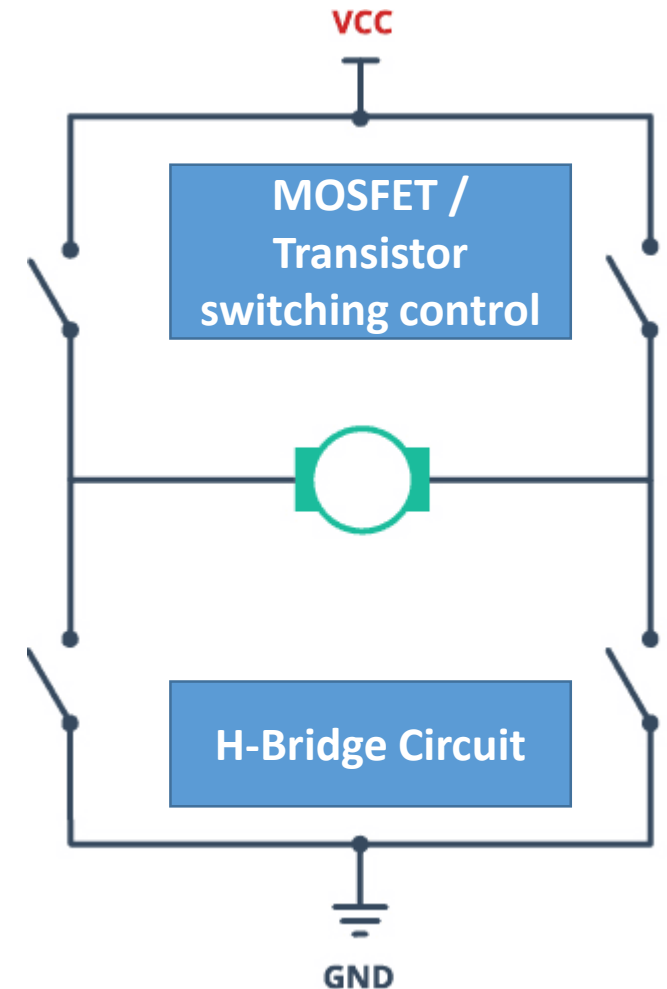 VCC
MOSFET /
Transistor
switching control
H-Bridge Circuit
GND